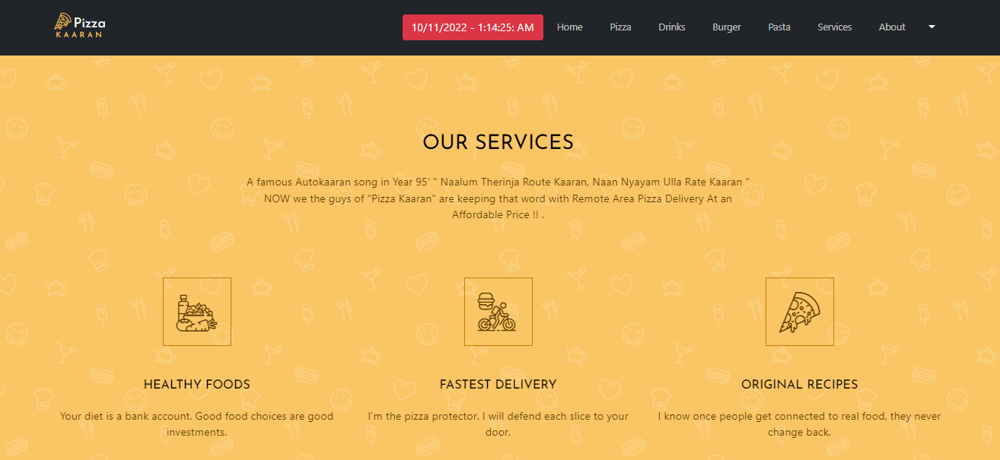 Pizza
KAARAN
10/11/2022 - 1:14:25: AM
Home
Pizza
Drinks
Burger
Pasta
Services
About
OUR SERVICES
A famous Autokaaran song in Year 95' " Naalum Therinja Route Kaaran, Naan Nyayam Ulla Rate Kaaran "
NOW we the guys of "Pizza Kaaran" are keeping that word with Remote Area Pizza Delivery At an
Affordable Price !! .
HEALTHY FOODS
Your diet is a bank account. Good food choices are good
investments.
FASTEST DELIVERY
I'm the pizza protector. I will defend each slice to your
door.
ORIGINAL RECIPES
I know once people get connected to real food, they never
change back.